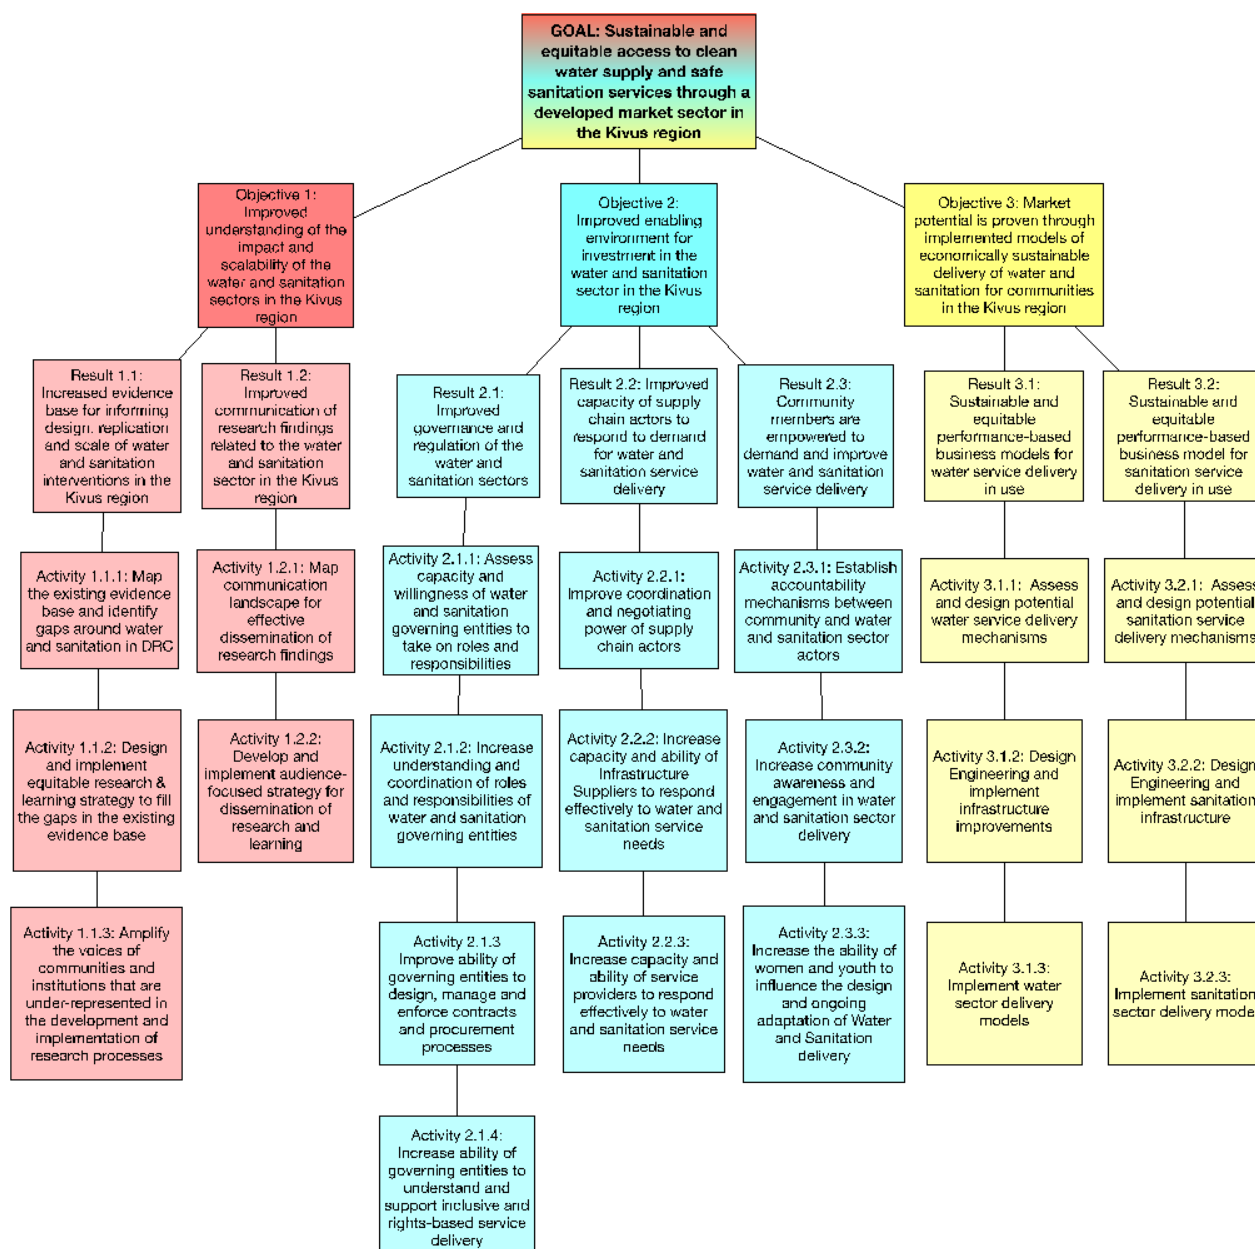 GOAL: Sustainable and
equitable access to clean
water supply and safe
sanitation services through a
developed market sector in
the Kivus region
Objective 1:
Improved
understanding of the
impact and
scalability of the
water and sanitation
sectors in the Kivus
region
Objective 2:
Improved enabling
environment for
investment in the
water and sanitation
sector in the Kivus
region
Objective 3: Market
potential is proven through
implemented models of
economically sustainable
delivery of water and
sanitation for communities
in the Kivus region
Result 1.1:
Increased evidence
base for informing
design, replication
and scale of water
and sanitation
interventions in the
Kivus region
Result 1.2:
Improved
communication of
research findings
related to the water
and sanitation
sector in the Kivus
region
Result 2.1:
Improved
governance and
regulation of the
water and
sanitation sectors
Result 2.2: Improved
capacity of supply
chain actors to
respond to demand
for water and
sanitation service
delivery
Result 2.3:
Community
members are
empowered to
demand and improve
water and sanitation
service delivery
Result 3.1:
Sustainable and
equitable
performance-based
business models for
water service delivery
in use
Result 3.2:
Sustainable and
equitable
performance-based
business model for
sanitation service
delivery in use
Activity 1.1.1: Map
the existing evidence
base and identify
gaps around water
and sanitation in DRC
Activity 1.2.1: Map
communication
landscape for
effective
dissemination of
research findings
Activity 2.1.1: Assess
capacity and
willingness of water
and sanitation
governing entities to
take on roles and
responsibilities
Activity 2.2.1:
Improve coordination
and negotiating
power of supply
chain actors
Activity 2.3.1: Establish
accountability
mechanisms between
community and water
and sanitation sector
actors
Activity 3.1.1: Assess
and design potential
water service delivery
mechanisms
Activity 3.2.1: Assess
and design potential
sanitation service
delivery mechanisms
Activity 1.1.2: Design
and implement
equitable research &
learning strategy to fill
the gaps in the existing
evidence base
Activity 1.2.2:
Develop and
implement audience-
focused strategy for
dissemination of
research and
learning
Activity 2.1.2: Increase
understanding and
coordination of roles
and responsibilities of
water and sanitation
governing entities
Activity 2.2.2: Increase
capacity and ability of
Infrastructure
Suppliers to respond
effectively to water and
sanitation service
needs
Activity 2.3.2:
Increase community
awareness and
engagement in water
and sanitation sector
delivery
Activity 3.1.2: Design
Engineering and
implement
infrastructure
improvements
Activity 3.2.2: Design
Engineering and
implement sanitation
infrastructure
Activity 1.1.3: Amplify
the voices of
communities and
institutions that are
under-represented in
the development and
implementation of
research processes
Activity 2.1.3
Improve ability of
governing entities to
design, manage and
enforce contracts
and procurement
processes
Activity 2.2.3:
Increase capacity and
ability of service
providers to respond
effectively to water
and sanitation service
needs
Activity 2.3.3:
Increase the ability of
women and youth to
influence the design
and ongoing
adaptation of Water
and Sanitation
delivery
Activity 3.1.3:
Implement water
sector delivery
models
Activity 3.2.3:
Implement sanitation
sector delivery model
Activity 2.1.4:
Increase ability of
governing entities to
understand and
support inclusive and
rights-based service
delivery